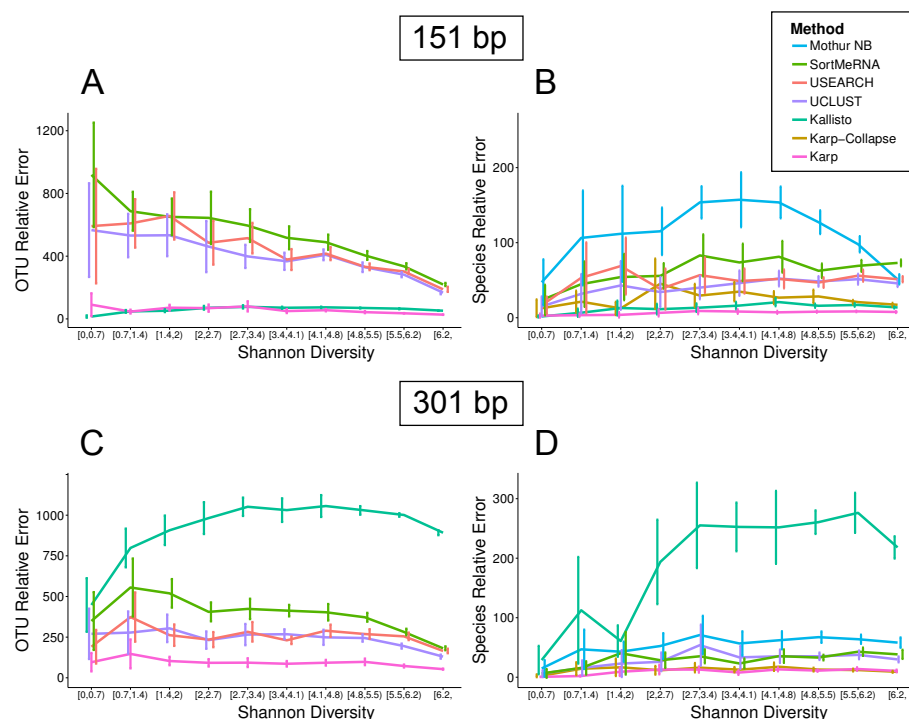 151 bp
Method
Mothur NB
SortMeRNA
USEARCH
UCLUST
Kallisto
Karp-Collapse
Karp
A
OTU Relative Error
1200
800
400
0
[0,0.7) [0.7,1.4) [1.4,2) [2,2.7) [2.7,3.4) [3.4,4.1) [4.1,4.8) [4.8,5.5) [5.5,6.2) [6.2,
Shannon Diversity
B
Species Relative Error
200
100
0
[0,0.7) [0.7,1.4) [1.4,2) [2,2.7) [2.7,3.4) [3.4,4.1) [4.1,4.8) [4.8,5.5) [5.5,6.2) [6.2,
Shannon Diversity
301 bp
C
OTU Relative Error
1000
750
500
250
0
[0,0.7) [0.7,1.4) [1.4,2) [2,2.7) [2.7,3.4) [3.4,4.1) [4.1,4.8) [4.8,5.5) [5.5,6.2) [6.2,
Shannon Diversity
D
Species Relative Error
300
200
100
0
[0,0.7) [0.7,1.4) [1.4,2) [2,2.7) [2.7,3.4) [3.4,4.1) [4.1,4.8) [4.8,5.5) [5.5,6.2) [6.2,
Shannon Diversity